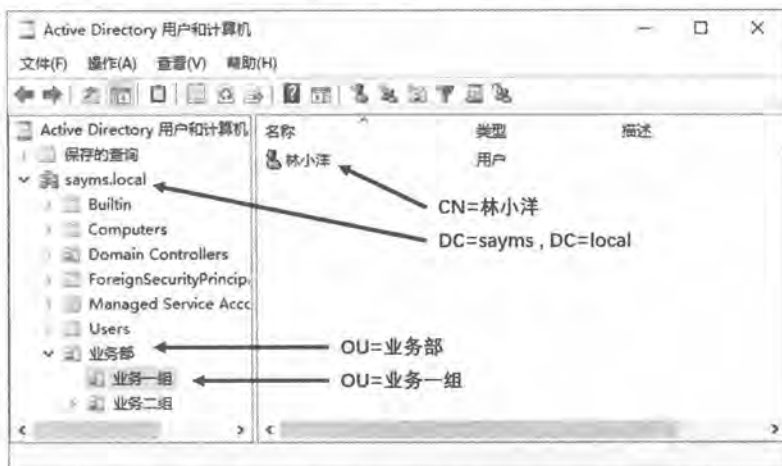 Active Directory 用户和计算机
文件(F) 操作(A) 查看(V) 帮助(H)
Active Directory 用户和计算机
名称 类型 描述
保存的查询
林小洋 用户
sayms.local
Builtin
CN=林小洋
Computers
DC=sayms , DC=local
Domain Controllers
ForeignSecurityPrincip
Managed Service Acco
Users
业务部
OU=业务部
业务一组
OU=业务一组
业务二组